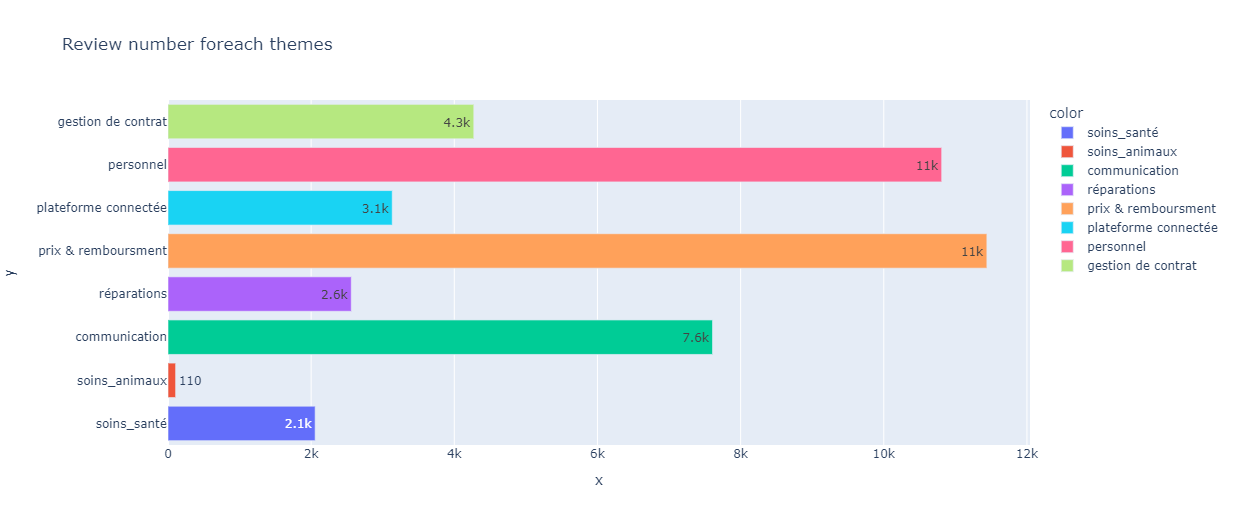 Review number foreach themes
gestion de contrat
4.3k
personnel
11k
plateforme connectée
3.1k
prix & remboursment
11k
réparations
2.6k
communication
7.6k
soins_animaux
110
soins_santé
2.1k
y
0
2k
4k
6k
8k
10k
12k
x
color
soins_santé
soins_animaux
communication
réparations
prix & remboursment
plateforme connectée
personnel
gestion de contrat